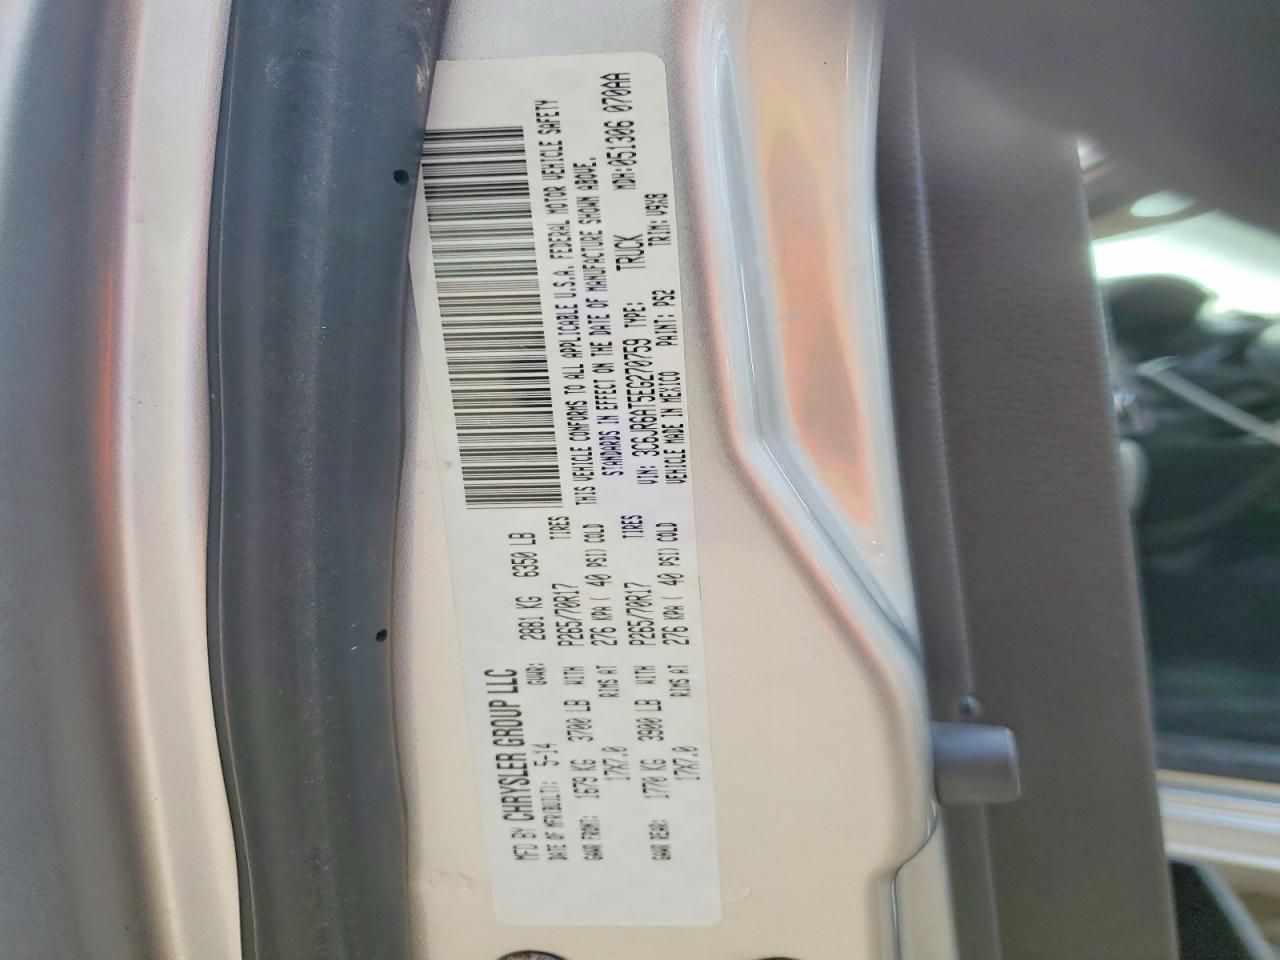 MFD BY CHRYSLER GROUP LLC
DATE OF MFR(BUILT): 5-14 GVWR: 2881 KG 6350 LB
GAWR FRONT: 1679 KG 3700 LB WITH P265/70R17 TIRES
17X7.0 RIMS AT 276 KPA ( 40 PSI) COLD
GAWR REAR: 1770 KG 3900 LB WITH P265/70R17 TIRES
17X7.0 RIMS AT 276 KPA ( 40 PSI) COLD
THIS VEHICLE CONFORMS TO ALL APPLICABLE U.S.A. FEDERAL MOTOR VEHICLE SAFETY
STANDARDS IN EFFECT ON THE DATE OF MANUFACTURE SHOWN ABOVE.
VIN: 3C6JR6AT5EG270759 TYPE: TRUCK MDH: 051306 070AA
VEHICLE MADE IN MEXICO PAINT: PS2 TRIM: V9X8